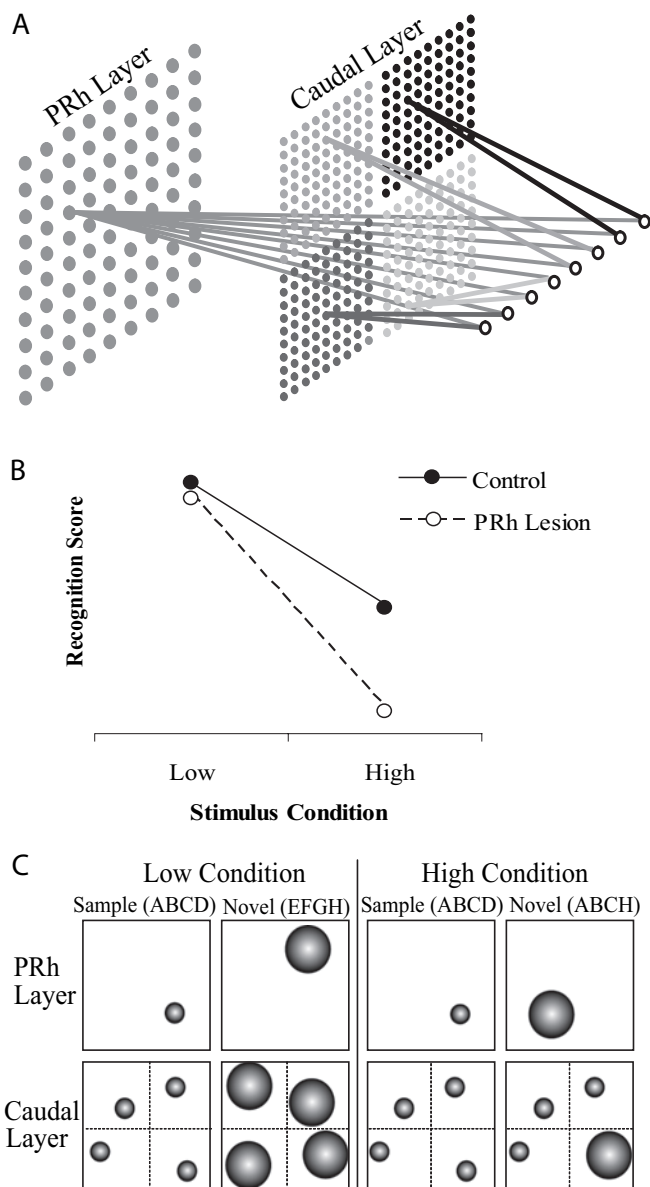 A
PRh Layer
Caudal Layer
B
Recognition Score
Control
PRh Lesion
Low
High
Stimulus Condition
C
Low Condition
High Condition
Sample (ABCD) Novel (EFGH) Sample (ABCD) Novel (ABCH)
PRh
Layer
Caudal
Layer